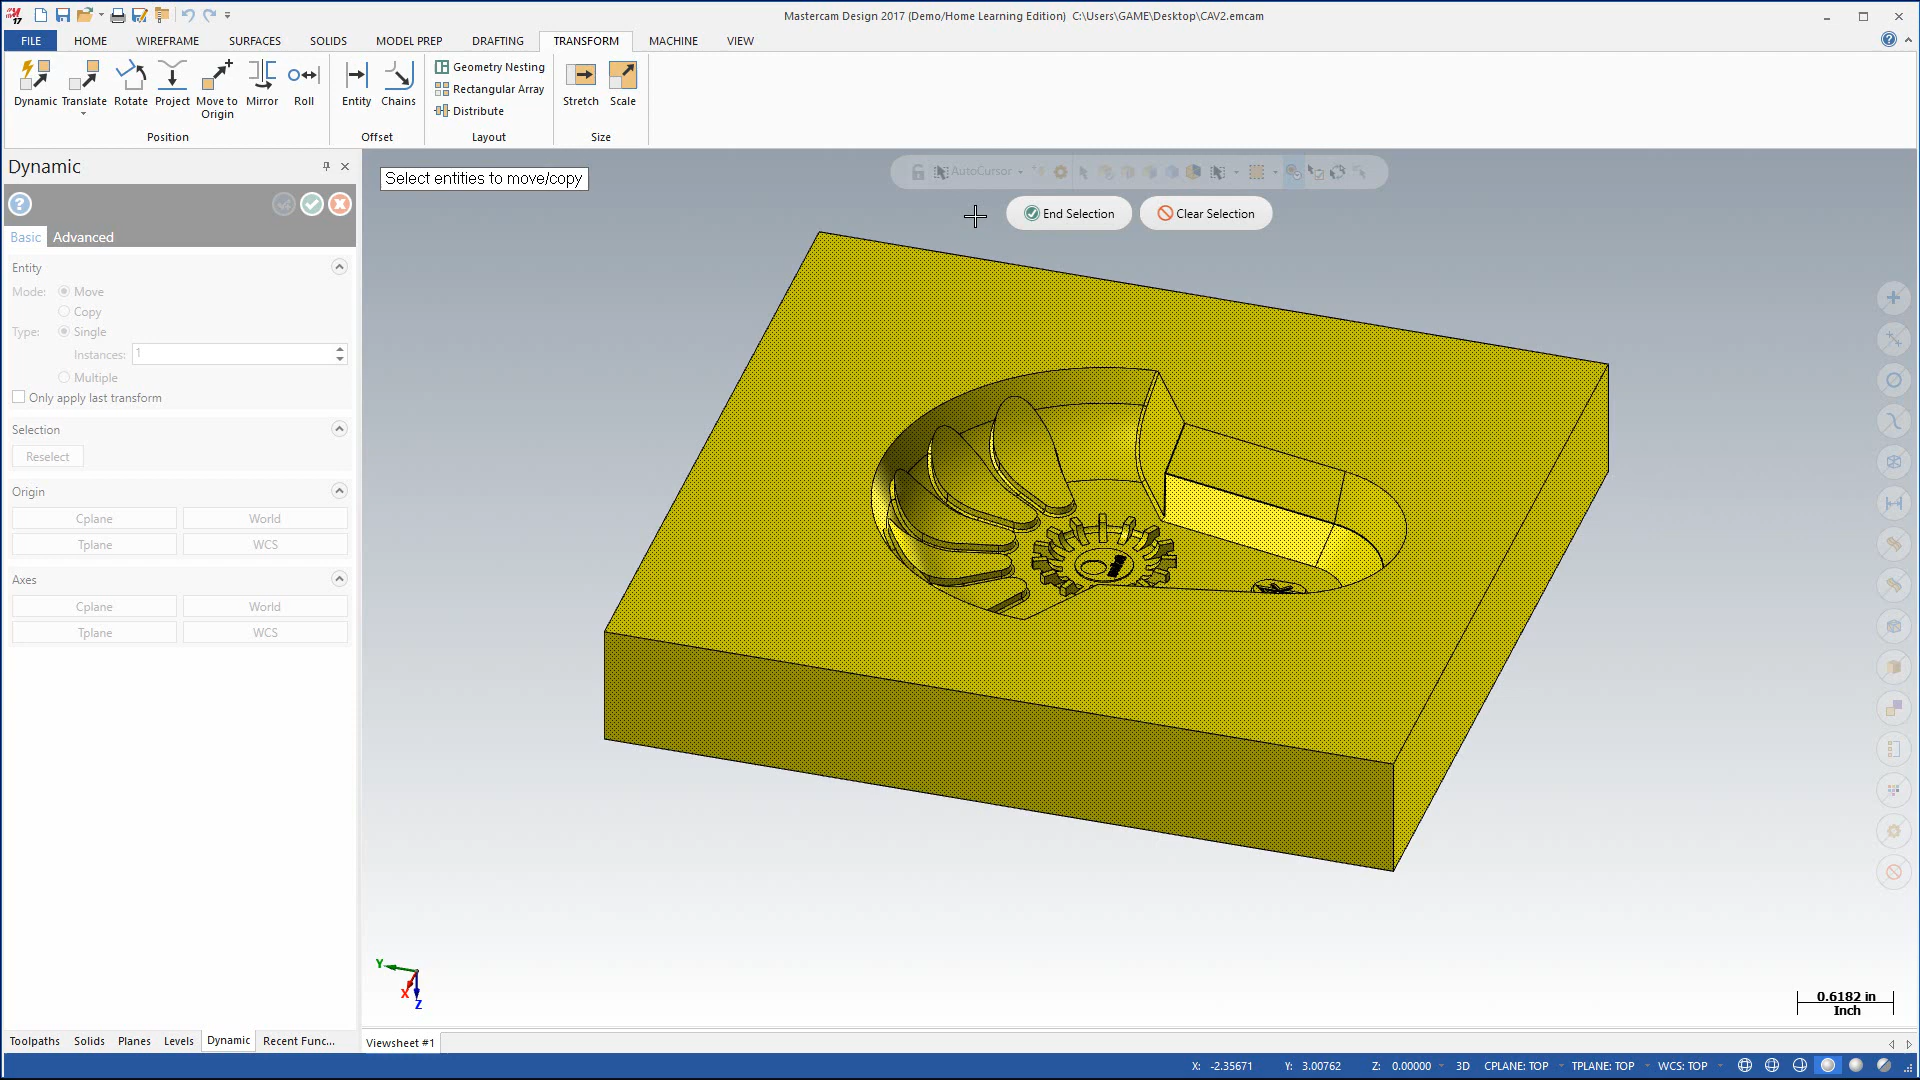 Mastercam Design 2017 (Demo/Home Learning Edition) C:\Users\GAME\Desktop\CAV2.emcam
FILE HOME WIREFRAME SURFACES SOLIDS MODEL PREP DRAFTING TRANSFORM MACHINE VIEW
Dynamic Translate Rotate Project Move to Origin Mirror Roll
Position
Entity Chains
Offset
Geometry Nesting
Rectangular Array
Distribute
Layout
Stretch Scale
Size
Dynamic
Basic Advanced
Entity
Mode: Move
Copy
Type: Single
Instances: 1
Multiple
Only apply last transform
Selection
Reselect
Origin
Cplane World
Tplane WCS
Axes
Cplane World
Tplane WCS
Select entities to move/copy
AutoCursor
End Selection Clear Selection
Y
X
Z
0.6182 in
Inch
Toolpaths Solids Planes Levels Dynamic Recent Func...
Viewsheet #1
X: -2.35671 Y: 3.00762 Z: 0.00000 3D CPLANE: TOP TPLANE: TOP WCS: TOP